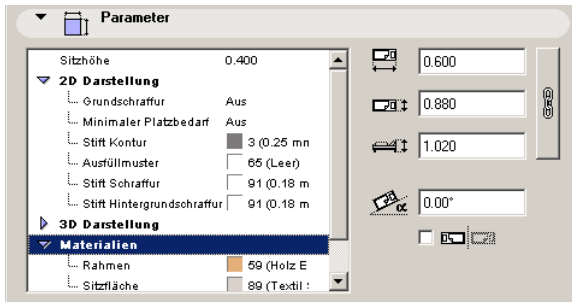 Parameter
Sitzhöhe 0.400
2D Darstellung
Grundschraffur Aus
Minimaler Platzbedarf Aus
Stift Kontur 3 (0.25 mm
Ausfüllmuster 65 (Leer)
Stift Schraffur 91 (0.18 m
Stift Hintergrundschraffur 91 (0.18 m
3D Darstellung
Materialien
Rahmen 59 (Holz E
Sitzfläche 89 (Textil :
0.600
0.880
1.020
α 0.00°